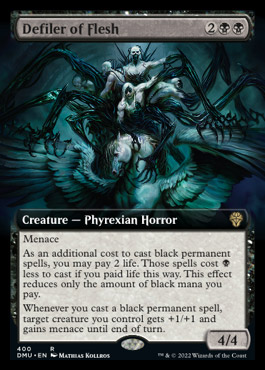 Defiler of Flesh 2
Creature — Phyrexian Horror
Menace
As an additional cost to cast black permanent
spells, you may pay 2 life. Those spells cost
less to cast if you paid life this way. This effect
reduces only the amount of black mana you
pay.
Whenever you cast a black permanent spell,
target creature you control gets +1/+1 and
gains menace until end of turn.
4/4
400 R
DMU • EN MATHIAS KOLLROS
™ & © 2022 Wizards of the Coast